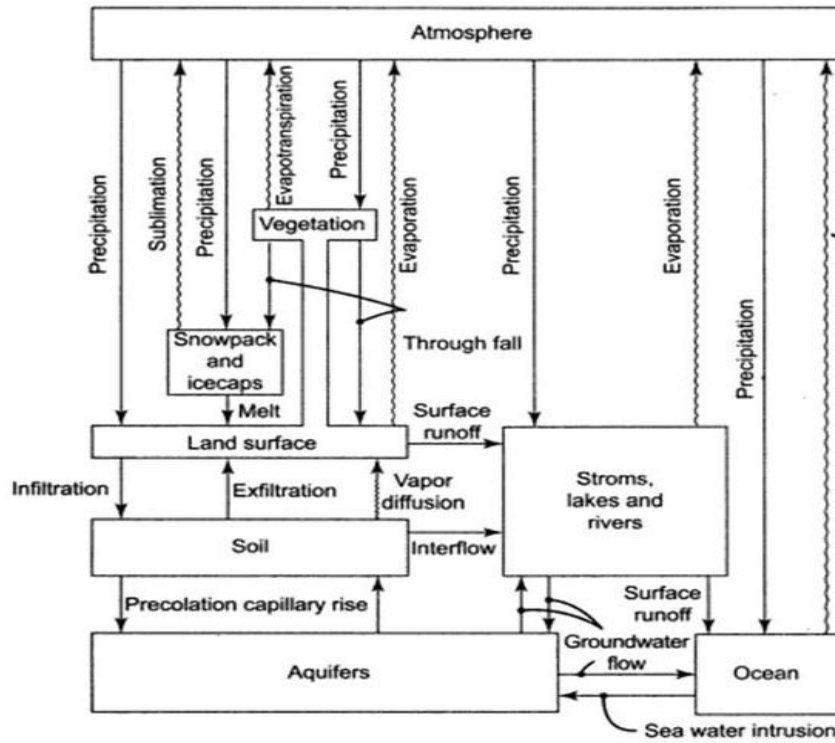 Atmosphere
Precipitation
Sublimation
Precipitation
Evapotranspiration
Precipitation
Evaporation
Precipitation
Evaporation
Precipitation
Vegetation
Through fall
Snowpack
and
icecaps
Melt
Land surface
Surface
runoff
Stroms,
lakes and
rivers
Infiltration
Exfiltration
Vapor
diffusion
Soil
Interflow
Precolation capillary rise
Surface
runoff
Groundwater
flow
Aquifers
Ocean
Sea water intrusion